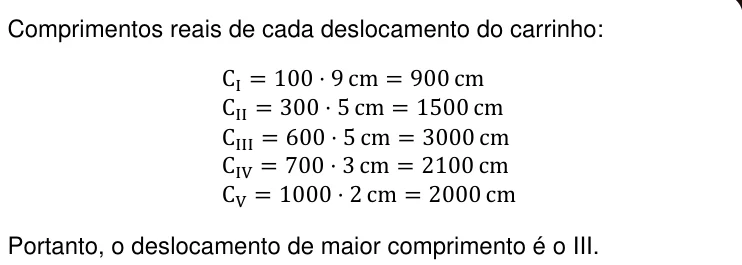 Comprimentos reais de cada deslocamento do carrinho:
C_I = 100 · 9 cm = 900 cm
C_II = 300 · 5 cm = 1500 cm
C_III = 600 · 5 cm = 3000 cm
C_IV = 700 · 3 cm = 2100 cm
C_V = 1000 · 2 cm = 2000 cm
Portanto, o deslocamento de maior comprimento é o III.